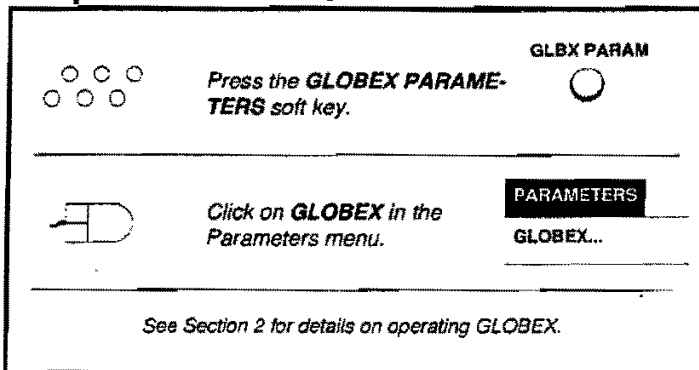 GLBX PARAM
Press the GLOBEX PARAME-
TERS soft key.
Click on GLOBEX in the
Parameters menu.
PARAMETERS
GLOBEX...
See Section 2 for details on operating GLOBEX.